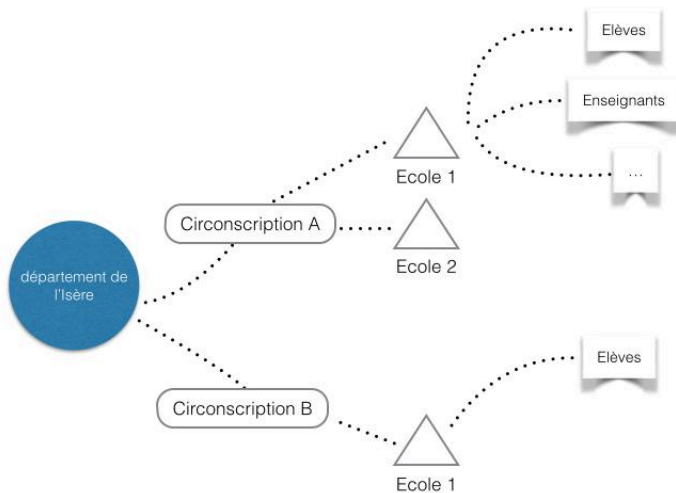 Elèves
Enseignants
...
Ecole 1
Circonscription A
Ecole 2
département de
l'Isère
Elèves
Circonscription B
Ecole 1